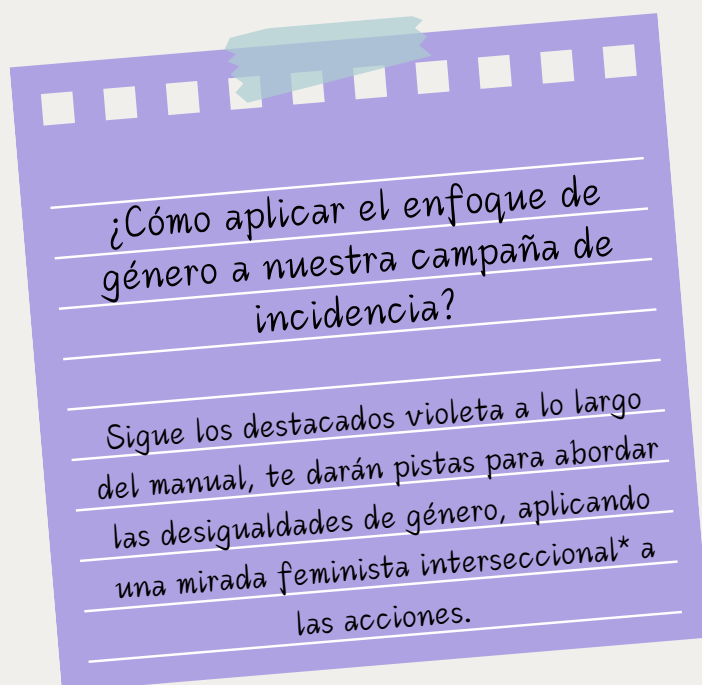 ¿Cómo aplicar el enfoque de
género a nuestra campaña de
incidencia?
Sigue los destacados violeta a lo largo
del manual, te darán pistas para abordar
las desigualdades de género, aplicando
una mirada feminista interseccional* a
las acciones.